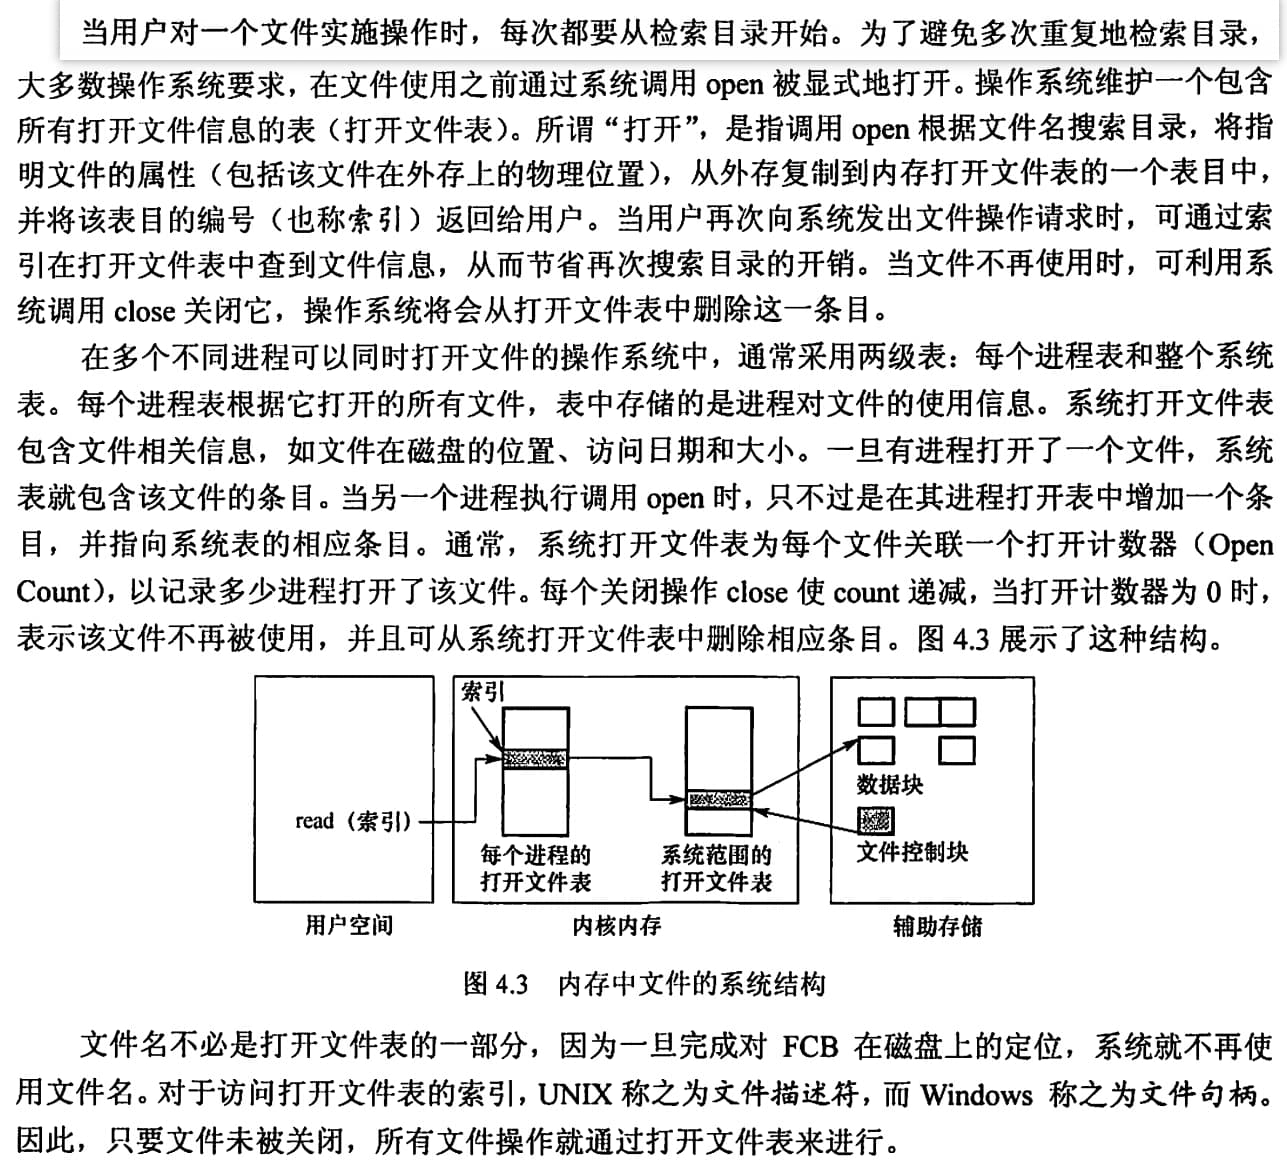 当用户对一个文件实施操作时，每次都要从检索目录开始。为了避免多次重复地检索目录，
大多数操作系统要求，在文件使用之前通过系统调用 open 被显式地打开。操作系统维护一个包含
所有打开文件信息的表（打开文件表）。所谓“打开”，是指调用 open 根据文件名搜索目录，将指
明文件的属性（包括该文件在外存上的物理位置），从外存复制到内存打开文件表的一个表目中，
并将该表目的编号（也称索引）返回给用户。当用户再次向系统发出文件操作请求时，可通过索
引在打开文件表中查到文件信息，从而节省再次搜索目录的开销。当文件不再使用时，可利用系
统调用 close 关闭它，操作系统将会从打开文件表中删除这一条目。
在多个不同进程可以同时打开文件的操作系统中，通常采用两级表：每个进程表和整个系统
表。每个进程表根据它打开的所有文件，表中存储的是进程对文件的使用信息。系统打开文件表
包含文件相关信息，如文件在磁盘的位置、访问日期和大小。一旦有进程打开了一个文件，系统
表就包含该文件的条目。当另一个进程执行调用 open 时，只不过是在其进程打开表中增加一个条
目，并指向系统表的相应条目。通常，系统打开文件表为每个文件关联一个打开计数器（Open
Count），以记录多少进程打开了该文件。每个关闭操作 close 使 count 递减，当打开计数器为 0 时，
表示该文件不再被使用，并且可从系统打开文件表中删除相应条目。图 4.3 展示了这种结构。
索引
read（索引）
每个进程的
打开文件表
系统范围的
打开文件表
数据块
文件控制块
用户空间
内核内存
辅助存储
图 4.3 内存中文件的系统结构
文件名不必是打开文件表的一部分，因为一旦完成对 FCB 在磁盘上的定位，系统就不再使
用文件名。对于访问打开文件表的索引，UNIX 称之为文件描述符，而 Windows 称之为文件句柄。
因此，只要文件未被关闭，所有文件操作就通过打开文件表来进行。